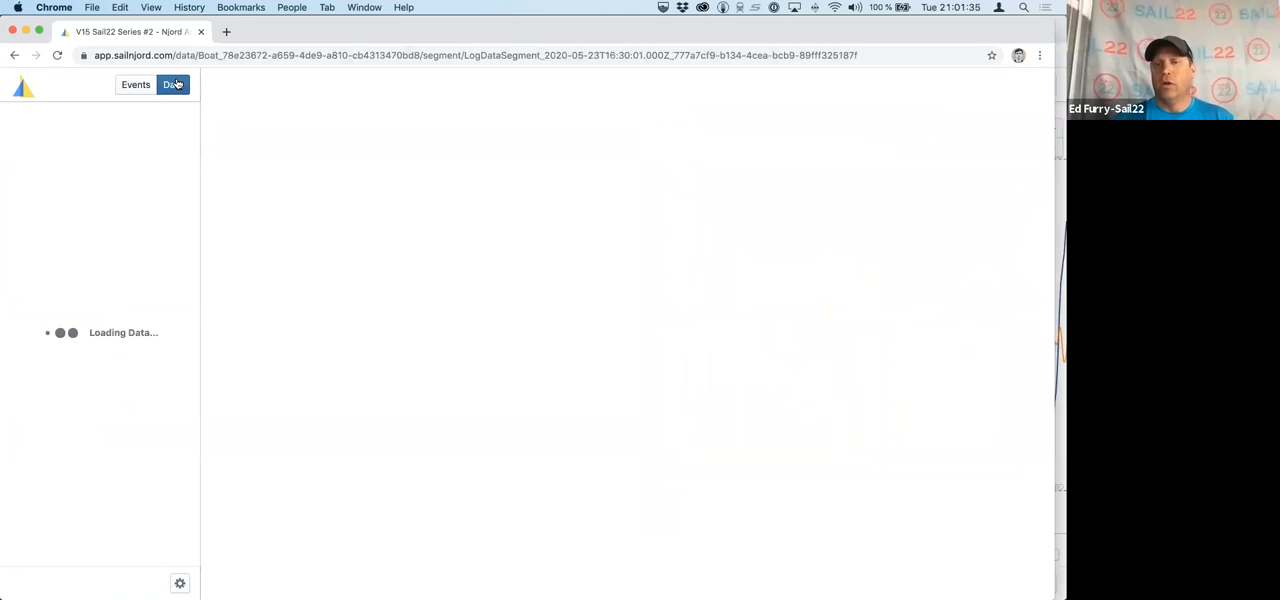 Chrome File Edit View History Bookmarks People Tab Window Help 100 % Tue 21:01:35
V15 Sail22 Series #2 - Njord A
app.sailnjord.com/data/Boat_78e23672-a659-4de9-a810-cb4313470bd8/segment/LogDataSegment_2020-05-23T16:30:01.000Z_777a7cf9-b134-4cea-bcb9-89fff325187f
Events Da
Loading Data...
SAIL22
22
Ed Furry-Sail22